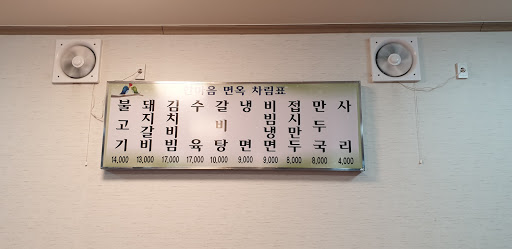 면옥 차림표
불고기
돼지갈비
김치비빔
수육
갈비탕
냉면
비빔냉면
접시만두
만두국
사리
14,000 13,000 17,000 17,000 10,000 9,000 9,000 8,000 8,000 4,000